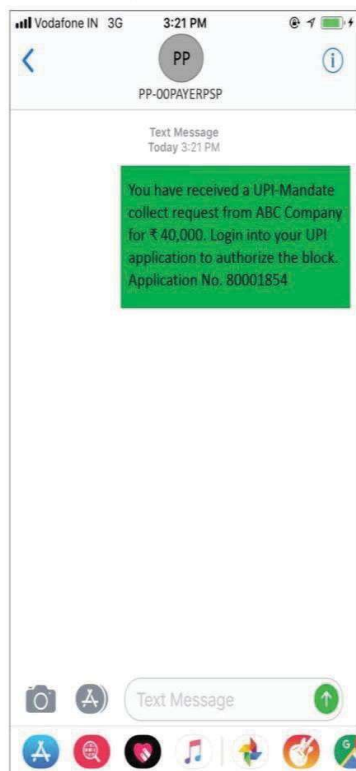 Vodafone IN 3G 3:21 PM
PP
PP-OOPAYERPSP
Text Message
Today 3:21 PM
You have received a UPI-Mandate
collect request from ABC Company
for ₹ 40,000. Login into your UPI
application to authorize the block.
Application No. 80001854
Text Message